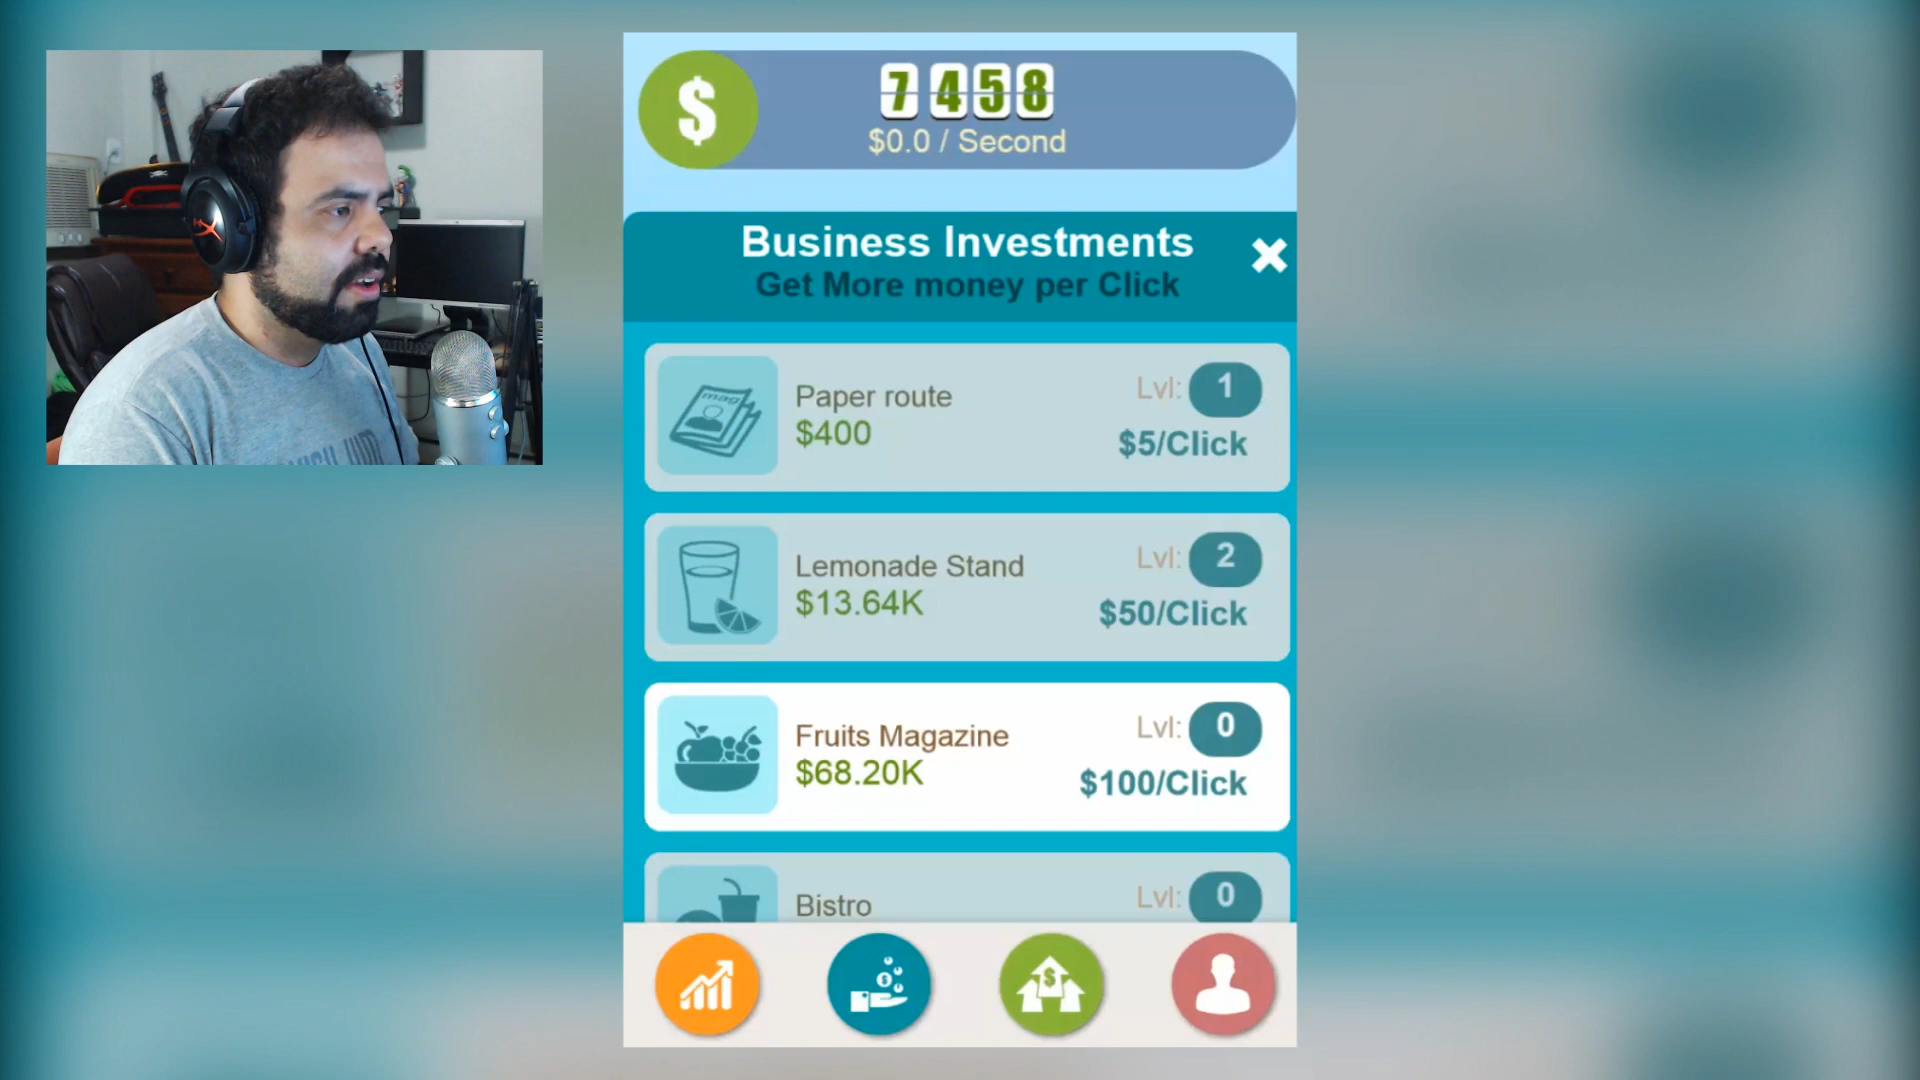 $
7458
$0.0 / Second
Business Investments
Get More money per Click
mag
Paper route
$400
Lvl: 1
$5/Click
Lemonade Stand
$13.64K
Lvl: 2
$50/Click
Fruits Magazine
$68.20K
Lvl: 0
$100/Click
Bistro
Lvl: 0
$
$